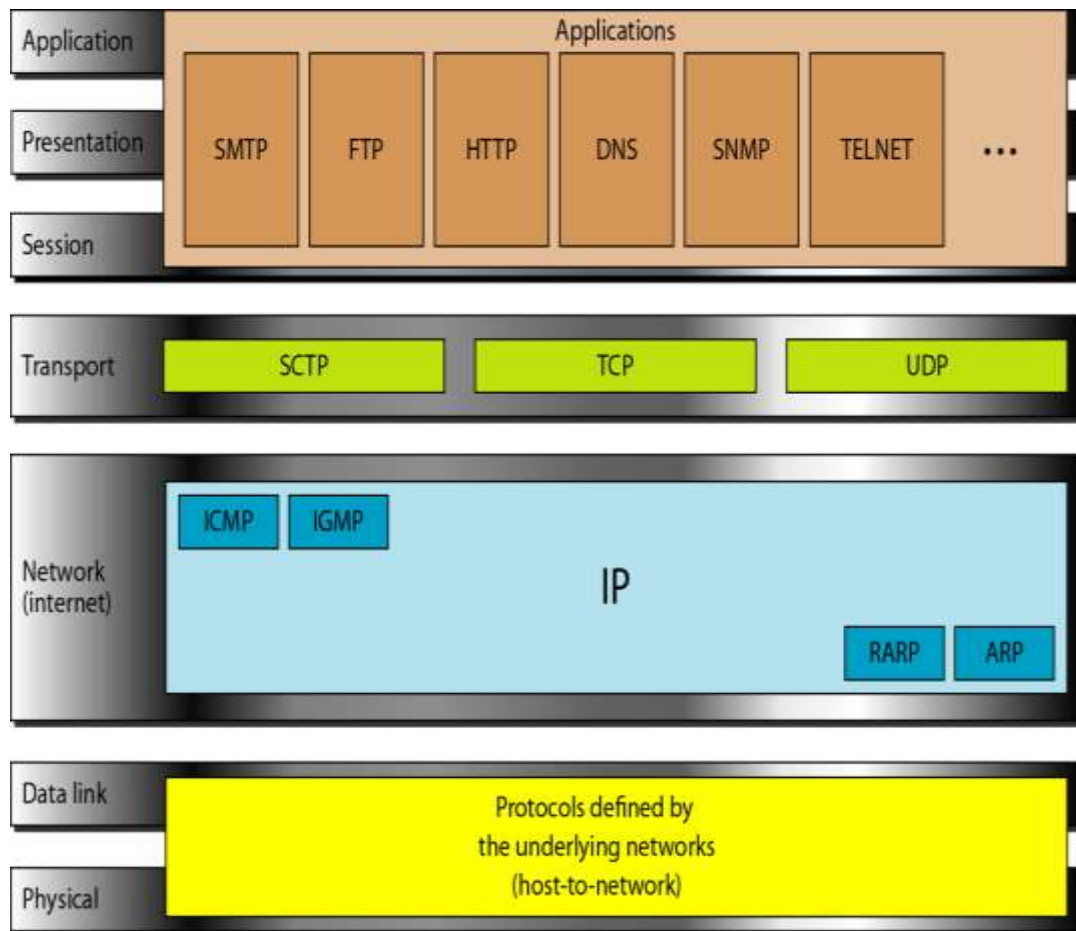 Application
Applications
Presentation
SMTP
FTP
HTTP
DNS
SNMP
TELNET
...
Session
Transport
SCTP
TCP
UDP
Network
(internet)
ICMP
IGMP
IP
RARP
ARP
Data link
Protocols defined by
the underlying networks
(host-to-network)
Physical